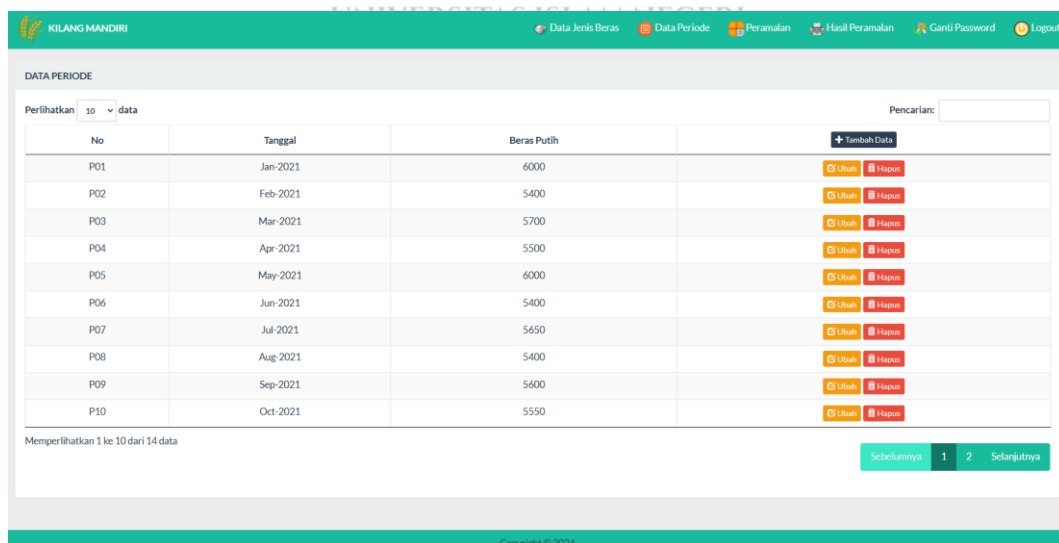 UNIVERSITAS ISLAM NEGERI
KILANG MANDIRI Data Jenis Beras Data Periode Peramalan Hasil Peramalan Ganti Password Logout
DATA PERIODE
Perlihatkan 10 data Pencarian:
No Tanggal Beras Putih + Tambah Data
P01 Jan-2021 6000 Ubah Hapus
P02 Feb-2021 5400 Ubah Hapus
P03 Mar-2021 5700 Ubah Hapus
P04 Apr-2021 5500 Ubah Hapus
P05 May-2021 6000 Ubah Hapus
P06 Jun-2021 5400 Ubah Hapus
P07 Jul-2021 5650 Ubah Hapus
P08 Aug-2021 5400 Ubah Hapus
P09 Sep-2021 5600 Ubah Hapus
P10 Oct-2021 5550 Ubah Hapus
Memperlihatkan 1 ke 10 dari 14 data
Sebelumnya 1 2 Selanjutnya
Copyright © 2024